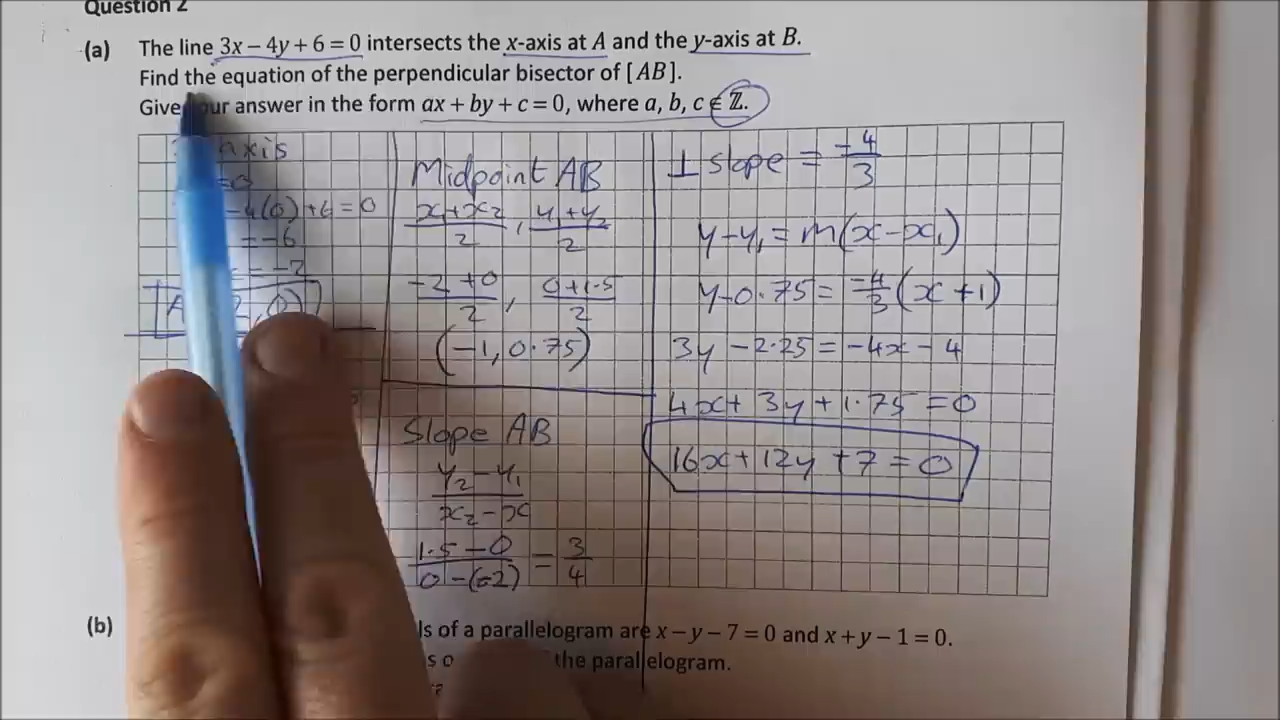 Question 2
(a) The line 3x − 4y + 6 = 0 intersects the x-axis at A and the y-axis at B.
Find the equation of the perpendicular bisector of [AB].
Give answer in the form ax + by + c = 0, where a, b, c ∈ ℤ.
axis
-4(0) + 6 = 0
= -6
= -2
Midpoint AB
x₁+x₂/2 , y₁+y₂/2
-2+0/2 , 0+1.5/2
(-1, 0.75)
Slope AB
y₂-y₁/x₂-x
1.5-0/0-(-2) = 3/4
⊥ slope = -4/3
y-y₁ = m(x-x₁)
y-0.75 = -4/3(x+1)
3y - 2.25 = -4x - 4
4x + 3y + 1.75 = 0
16x + 12y + 7 = 0
(b) of a parallelogram are x − y − 7 = 0 and x + y − 1 = 0.
the parallelogram.